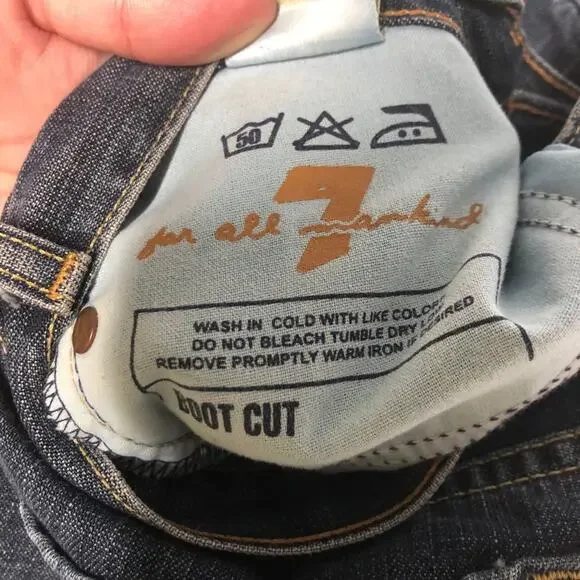 50
7
for all mankind
WASH IN COLD WITH LIKE COLORS
DO NOT BLEACH TUMBLE DRY
REMOVE PROMPTLY WARM IRON IF DESIRED
BOOT CUT